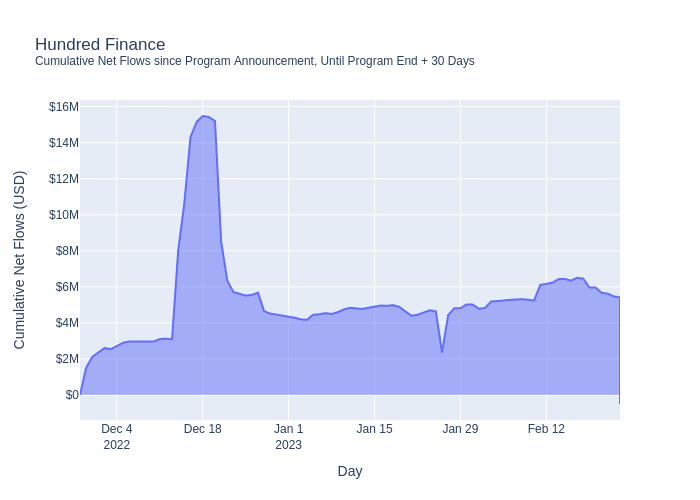 Hundred Finance
Cumulative Net Flows since Program Announcement, Until Program End + 30 Days
Cumulative Net Flows (USD)
$16M
$14M
$12M
$10M
$8M
$6M
$4M
$2M
$0
Dec 4 Dec 18 Jan 1 Jan 15 Jan 29 Feb 12
2022 2023
Day